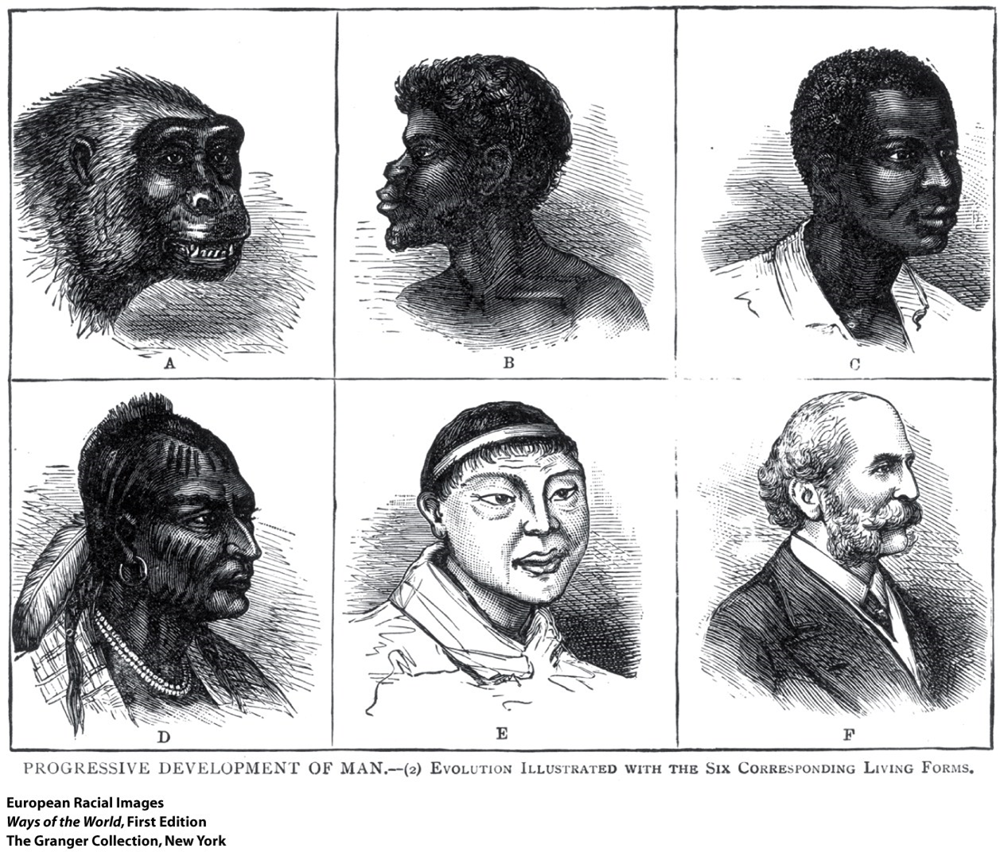 A
B
C
D
E
F
PROGRESSIVE DEVELOPMENT OF MAN.—(2) EVOLUTION ILLUSTRATED WITH THE SIX CORRESPONDING LIVING FORMS.
European Racial Images
Ways of the World, First Edition
The Granger Collection, New York